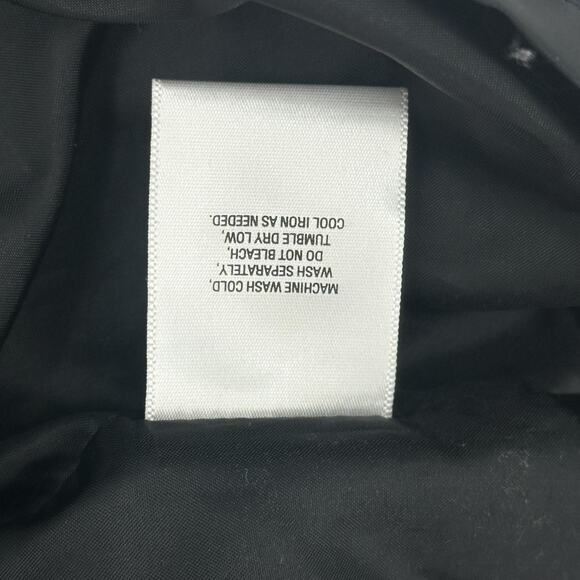 MACHINE WASH COLD,
WASH SEPARATELY,
DO NOT BLEACH,
TUMBLE DRY LOW,
COOL IRON AS NEEDED.